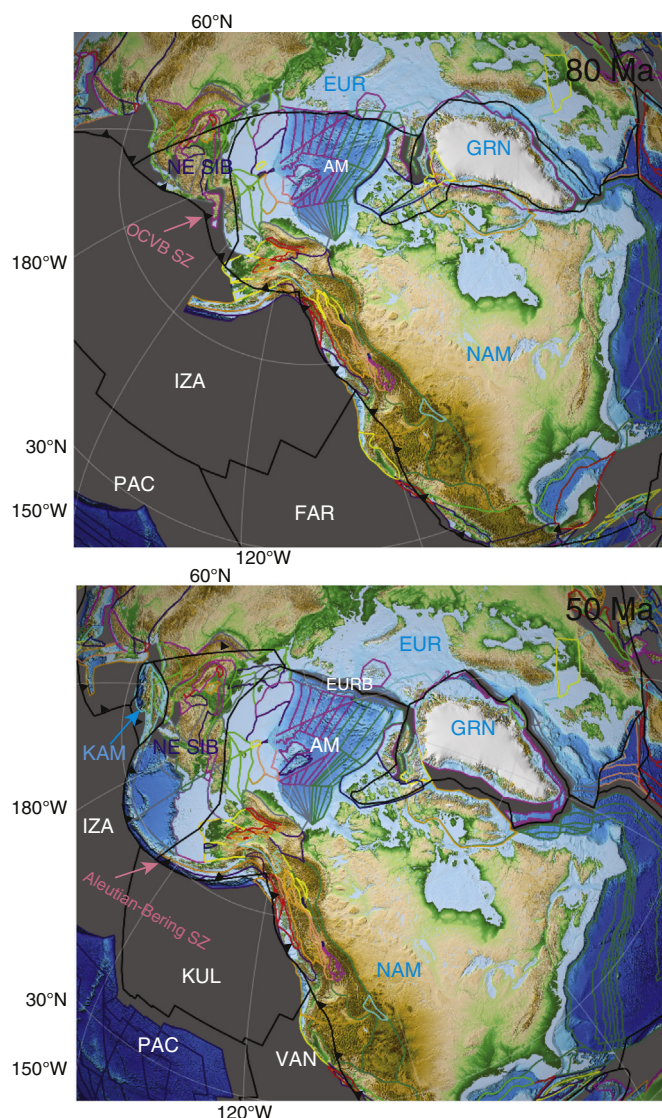 60°N
80 Ma
EUR
GRN
NE SIB
AM
OCVB SZ
180°W
NAM
IZA
30°N
PAC
FAR
150°W
120°W
60°N
50 Ma
EUR
EURB
GRN
KAM
NE SIB
AM
180°W
IZA
Aleutian-Bering SZ
KUL
NAM
30°N
PAC
VAN
150°W
120°W